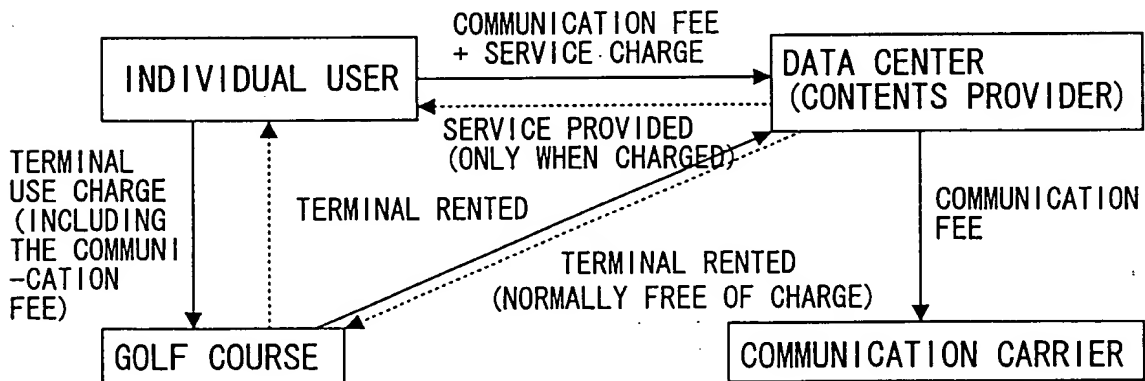 COMMUNICATION FEE
+ SERVICE CHARGE
INDIVIDUAL USER
DATA CENTER
(CONTENTS PROVIDER)
SERVICE PROVIDED
(ONLY WHEN CHARGED)
TERMINAL
USE CHARGE
(INCLUDING
THE COMMUNI
-CATION
FEE)
TERMINAL RENTED
COMMUNICATION
FEE
TERMINAL RENTED
(NORMALLY FREE OF CHARGE)
GOLF COURSE
COMMUNICATION CARRIER